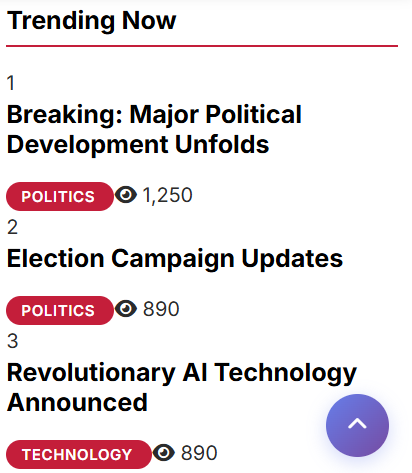 Trending Now
1
Breaking: Major Political
Development Unfolds
POLITICS 1,250
2
Election Campaign Updates
POLITICS 890
3
Revolutionary AI Technology
Announced
TECHNOLOGY 890